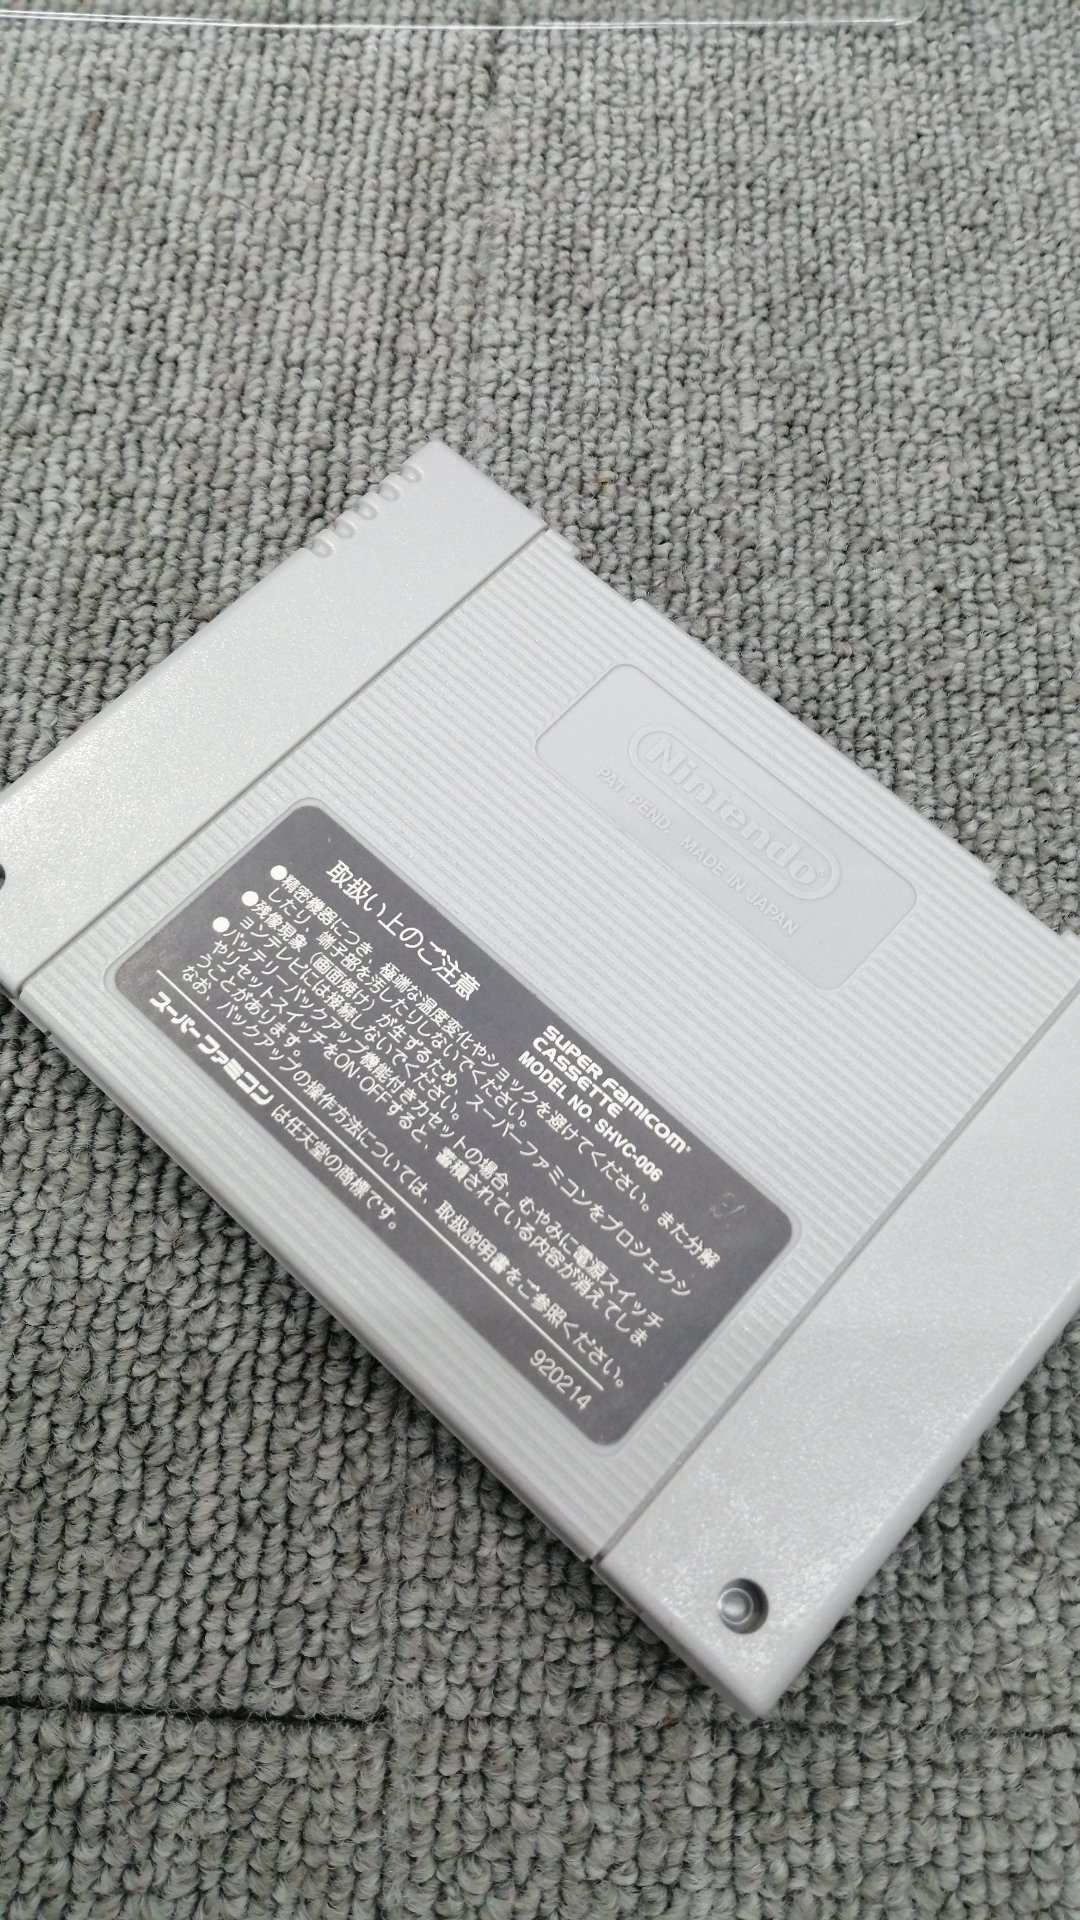 Nintendo®
PAT. PEND. MADE IN JAPAN
取扱い上のご注意
SUPER Famicom
CASSETTE
MODEL NO. SHVC-006
●精密機器につき、極端な温度変化やショックを避けてください。また分解
したり、端子部を汚したりしないでください。
●残像現象（画面焼け）が生ずるため、スーパーファミコンをプロジェクシ
ョンテレビには接続しないでください。
●バッテリーバックアップ機能付きカセットの場合、むやみに電源スイッチ
やリセットスイッチをON・OFFすると、蓄積されている内容が消えてしま
うことがあります。
なお、バックアップの操作方法については、取扱説明書をご参照ください。
スーパーファミコンは任天堂の商標です。
920214